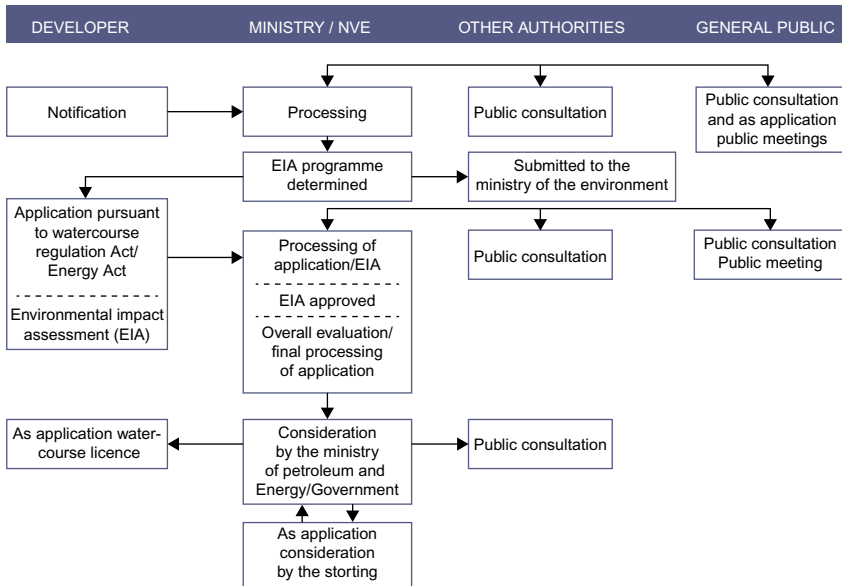 DEVELOPER
MINISTRY / NVE
OTHER AUTHORITIES
GENERAL PUBLIC
Notification
Processing
Public consultation
Public consultation
and as application
public meetings
EIA programme
determined
Submitted to the
ministry of the environment
Application pursuant
to watercourse
regulation Act/
Energy Act
Environmental impact
assessment (EIA)
Processing of
application/EIA
EIA approved
Overall evaluation/
final processing
of application
Public consultation
Public consultation
Public meeting
As application water-
course licence
Consideration
by the ministry
of petroleum and
Energy/Government
Public consultation
As application
consideration
by the storting